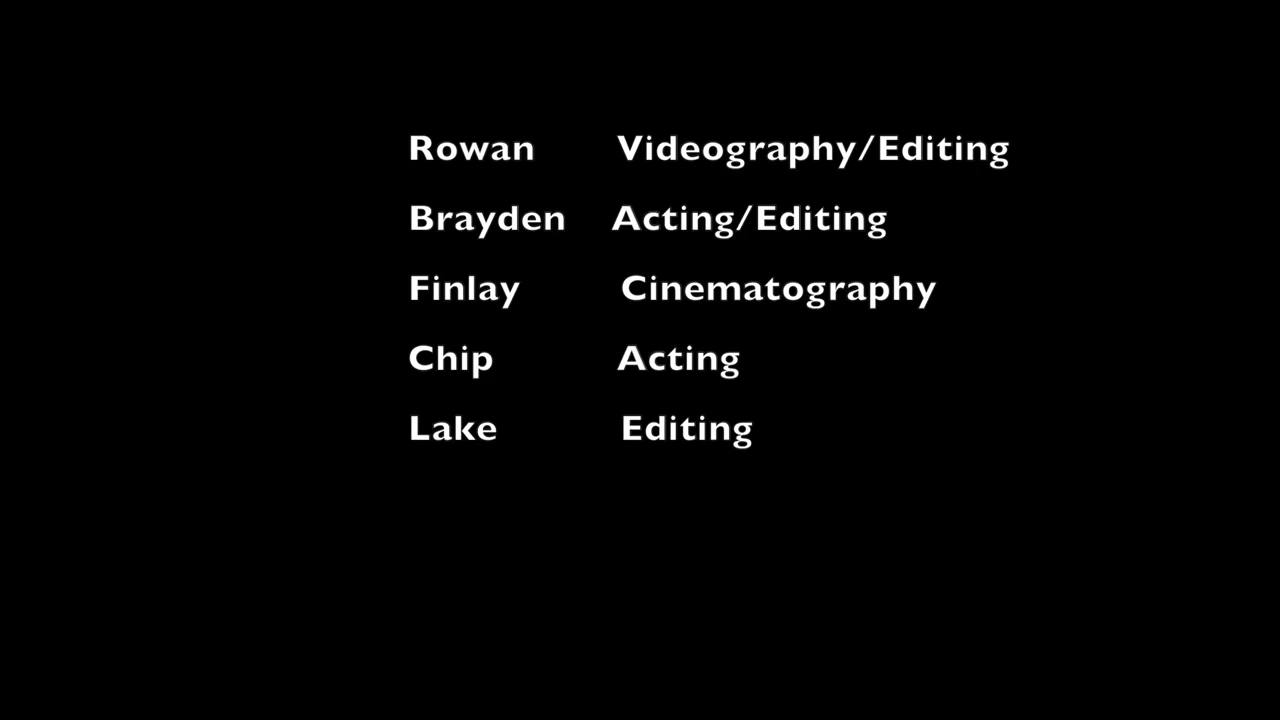 Rowan Videography/Editing
Brayden Acting/Editing
Finlay Cinematography
Chip Acting
Lake Editing